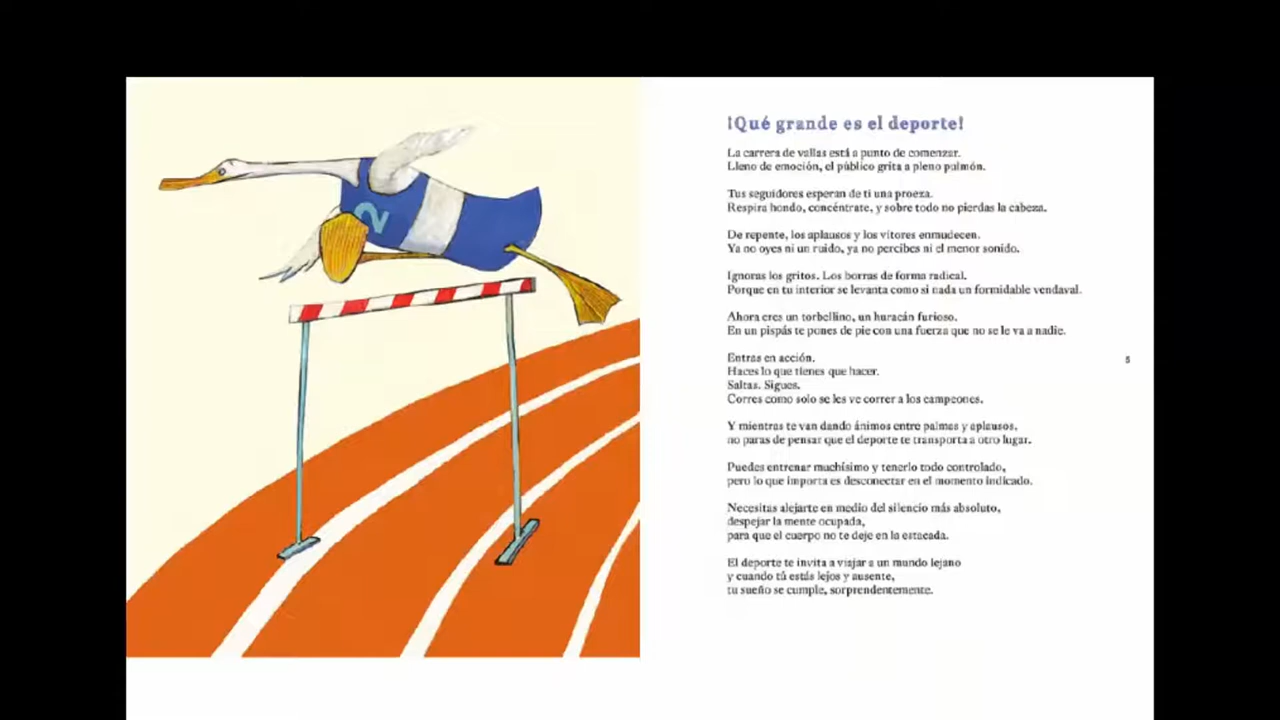 2
¡Qué grande es el deporte!
La carrera de vallas está a punto de comenzar.
Lleno de emoción, el público grita a pleno pulmón.
Tus seguidores esperan de ti una proeza.
Respira hondo, concéntrate, y sobre todo no pierdas la cabeza.
De repente, los aplausos y los vítores enmudecen.
Ya no oyes ni un ruido, ya no percibes ni el menor sonido.
Ignoras los gritos. Los borras de forma radical.
Porque en tu interior se levanta como si nada un formidable vendaval.
Ahora eres un torbellino, un huracán furioso.
En un pispás te pones de pie con una fuerza que no se le va a nadie.
Entras en acción.
Haces lo que tienes que hacer.
Saltas. Sigues.
Corres como solo se les ve correr a los campeones.
Y mientras te van dando ánimos entre palmas y aplausos,
no paras de pensar que el deporte te transporta a otro lugar.
Puedes entrenar muchísimo y tenerlo todo controlado,
pero lo que importa es desconectar en el momento indicado.
Necesitas alejarte en medio del silencio más absoluto,
despejar la mente ocupada,
para que el cuerpo no te deje en la estacada.
El deporte te invita a viajar a un mundo lejano
y cuando tú estás lejos y ausente,
tu sueño se cumple, sorprendentemente.